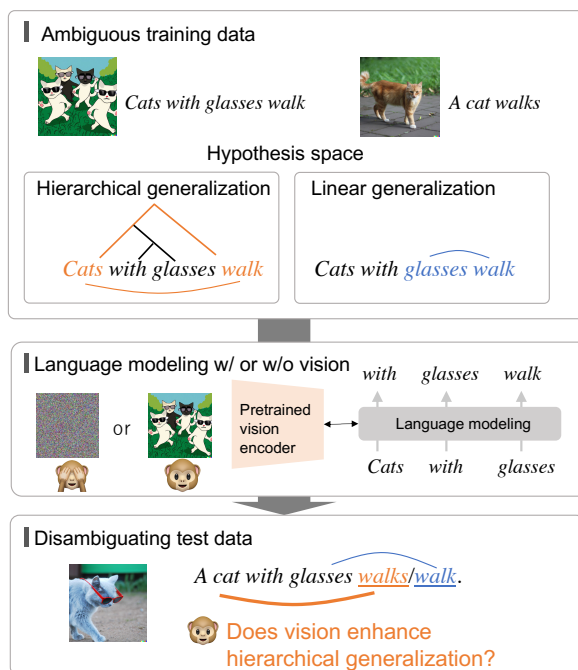 Ambiguous training data
Cats with glasses walk
A cat walks
Hypothesis space
Hierarchical generalization
Cats with glasses walk
Linear generalization
Cats with glasses walk
Language modeling w/ or w/o vision
or
Pretrained
vision
encoder
with glasses walk
Language modeling
Cats with glasses
Disambiguating test data
A cat with glasses walks/walk.
Does vision enhance
hierarchical generalization?